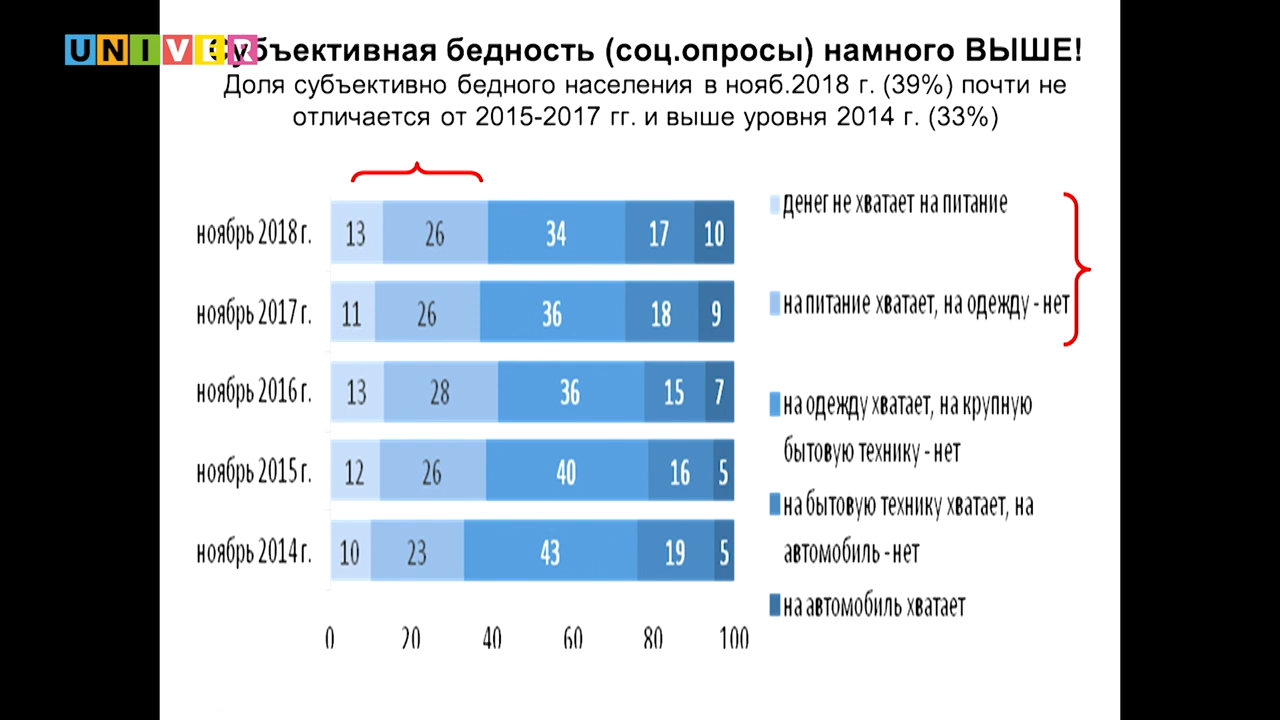 UNIVER
Субъективная бедность (соц.опросы) намного ВЫШЕ!
Доля субъективно бедного населения в нояб.2018 г. (39%) почти не
отличается от 2015-2017 гг. и выше уровня 2014 г. (33%)
ноябрь 2018 г. 13 26 34 17 10
ноябрь 2017 г. 11 26 36 18 9
ноябрь 2016 г. 13 28 36 15 7
ноябрь 2015 г. 12 26 40 16 5
ноябрь 2014 г. 10 23 43 19 5
0 20 40 60 80 100
денег не хватает на питание
на питание хватает, на одежду - нет
на одежду хватает, на крупную
бытовую технику - нет
на бытовую технику хватает, на
автомобиль - нет
на автомобиль хватает